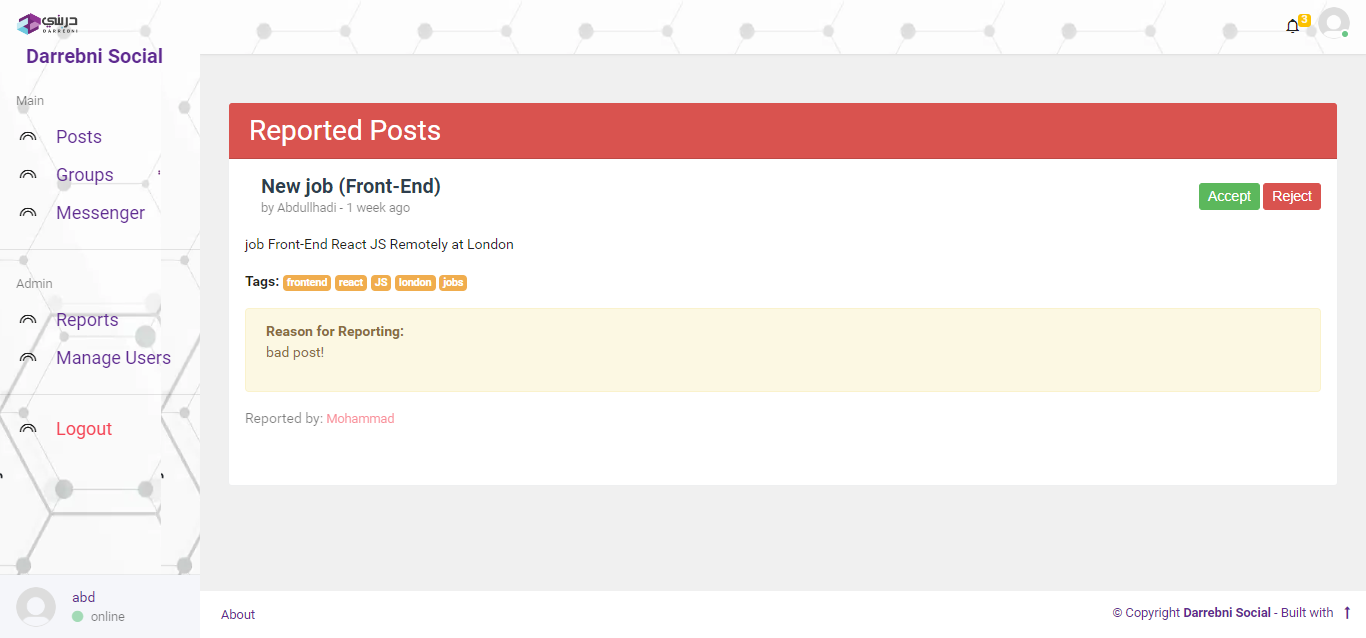 دربني
DARREBNI
Darrebni Social
Main
Posts
Groups
Messenger
Admin
Reports
Manage Users
Logout
abd
online
3
Reported Posts
New job (Front-End)
by Abdullhadi - 1 week ago
Accept Reject
job Front-End React JS Remotely at London
Tags: frontend react JS london jobs
Reason for Reporting:
bad post!
Reported by: Mohammad
About
© Copyright Darrebni Social - Built with